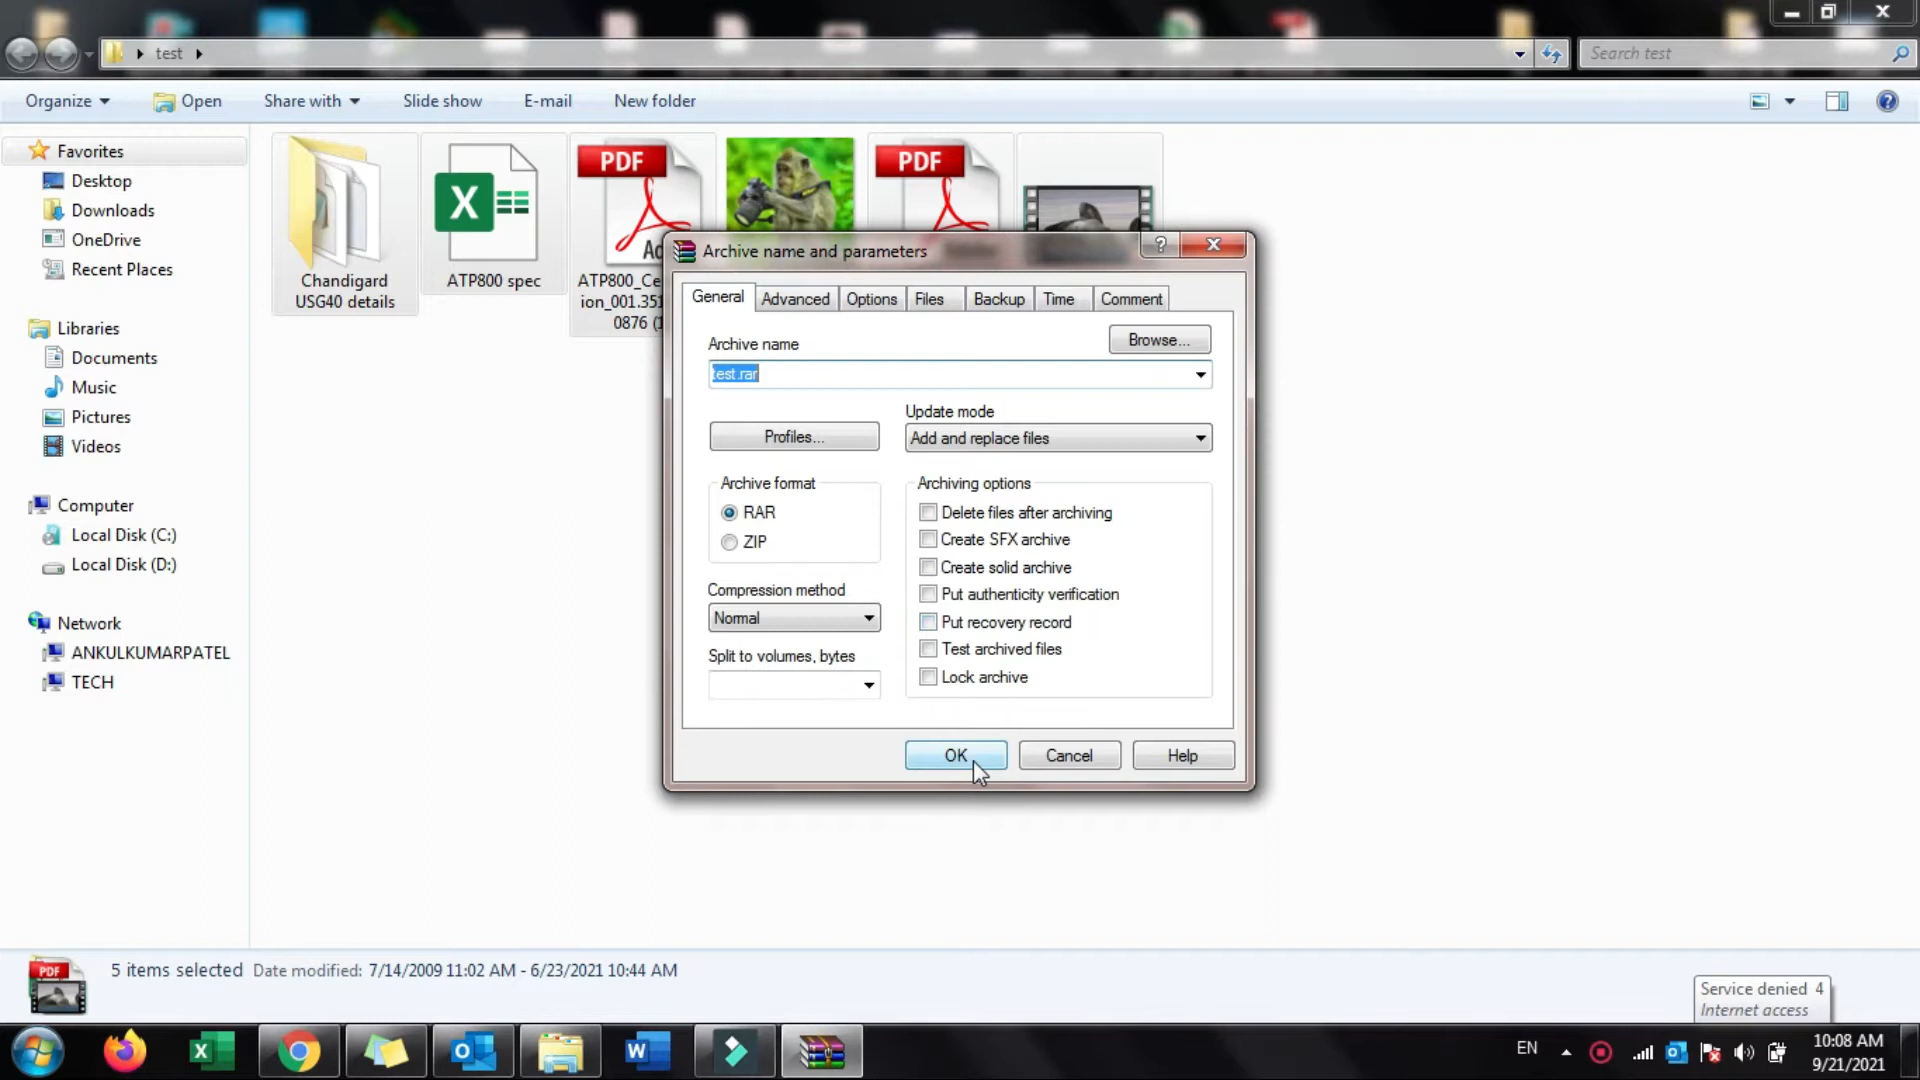 test
Search test
Organize
Open
Share with
Slide show
E-mail
New folder
Favorites
Desktop
Downloads
OneDrive
Recent Places
Libraries
Documents
Music
Pictures
Videos
Computer
Local Disk (C:)
Local Disk (D:)
Network
ANKULKUMARPATEL
TECH
Chandigard
USG40 details
X
ATP800 spec
PDF
ATP800_Ce
ion_001.351
0876 (1
PDF
Archive name and parameters
?
General
Advanced
Options
Files
Backup
Time
Comment
Archive name
Browse...
test.rar
Update mode
Profiles...
Add and replace files
Archive format
RAR
ZIP
Archiving options
Delete files after archiving
Create SFX archive
Create solid archive
Put authenticity verification
Put recovery record
Test archived files
Lock archive
Compression method
Normal
Split to volumes, bytes
OK
Cancel
Help
PDF
5 items selected Date modified: 7/14/2009 11:02 AM - 6/23/2021 10:44 AM
Service denied 4
Internet access
EN
10:08 AM
9/21/2021